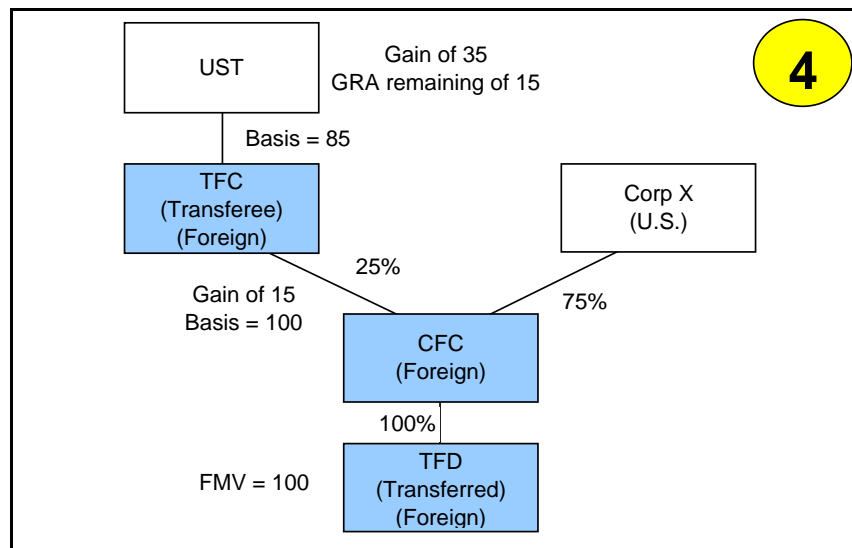 4
UST
Gain of 35
GRA remaining of 15
Basis = 85
TFC
(Transferee)
(Foreign)
Corp X
(U.S.)
25%
75%
Gain of 15
Basis = 100
CFC
(Foreign)
100%
TFD
(Transferred)
(Foreign)
FMV = 100